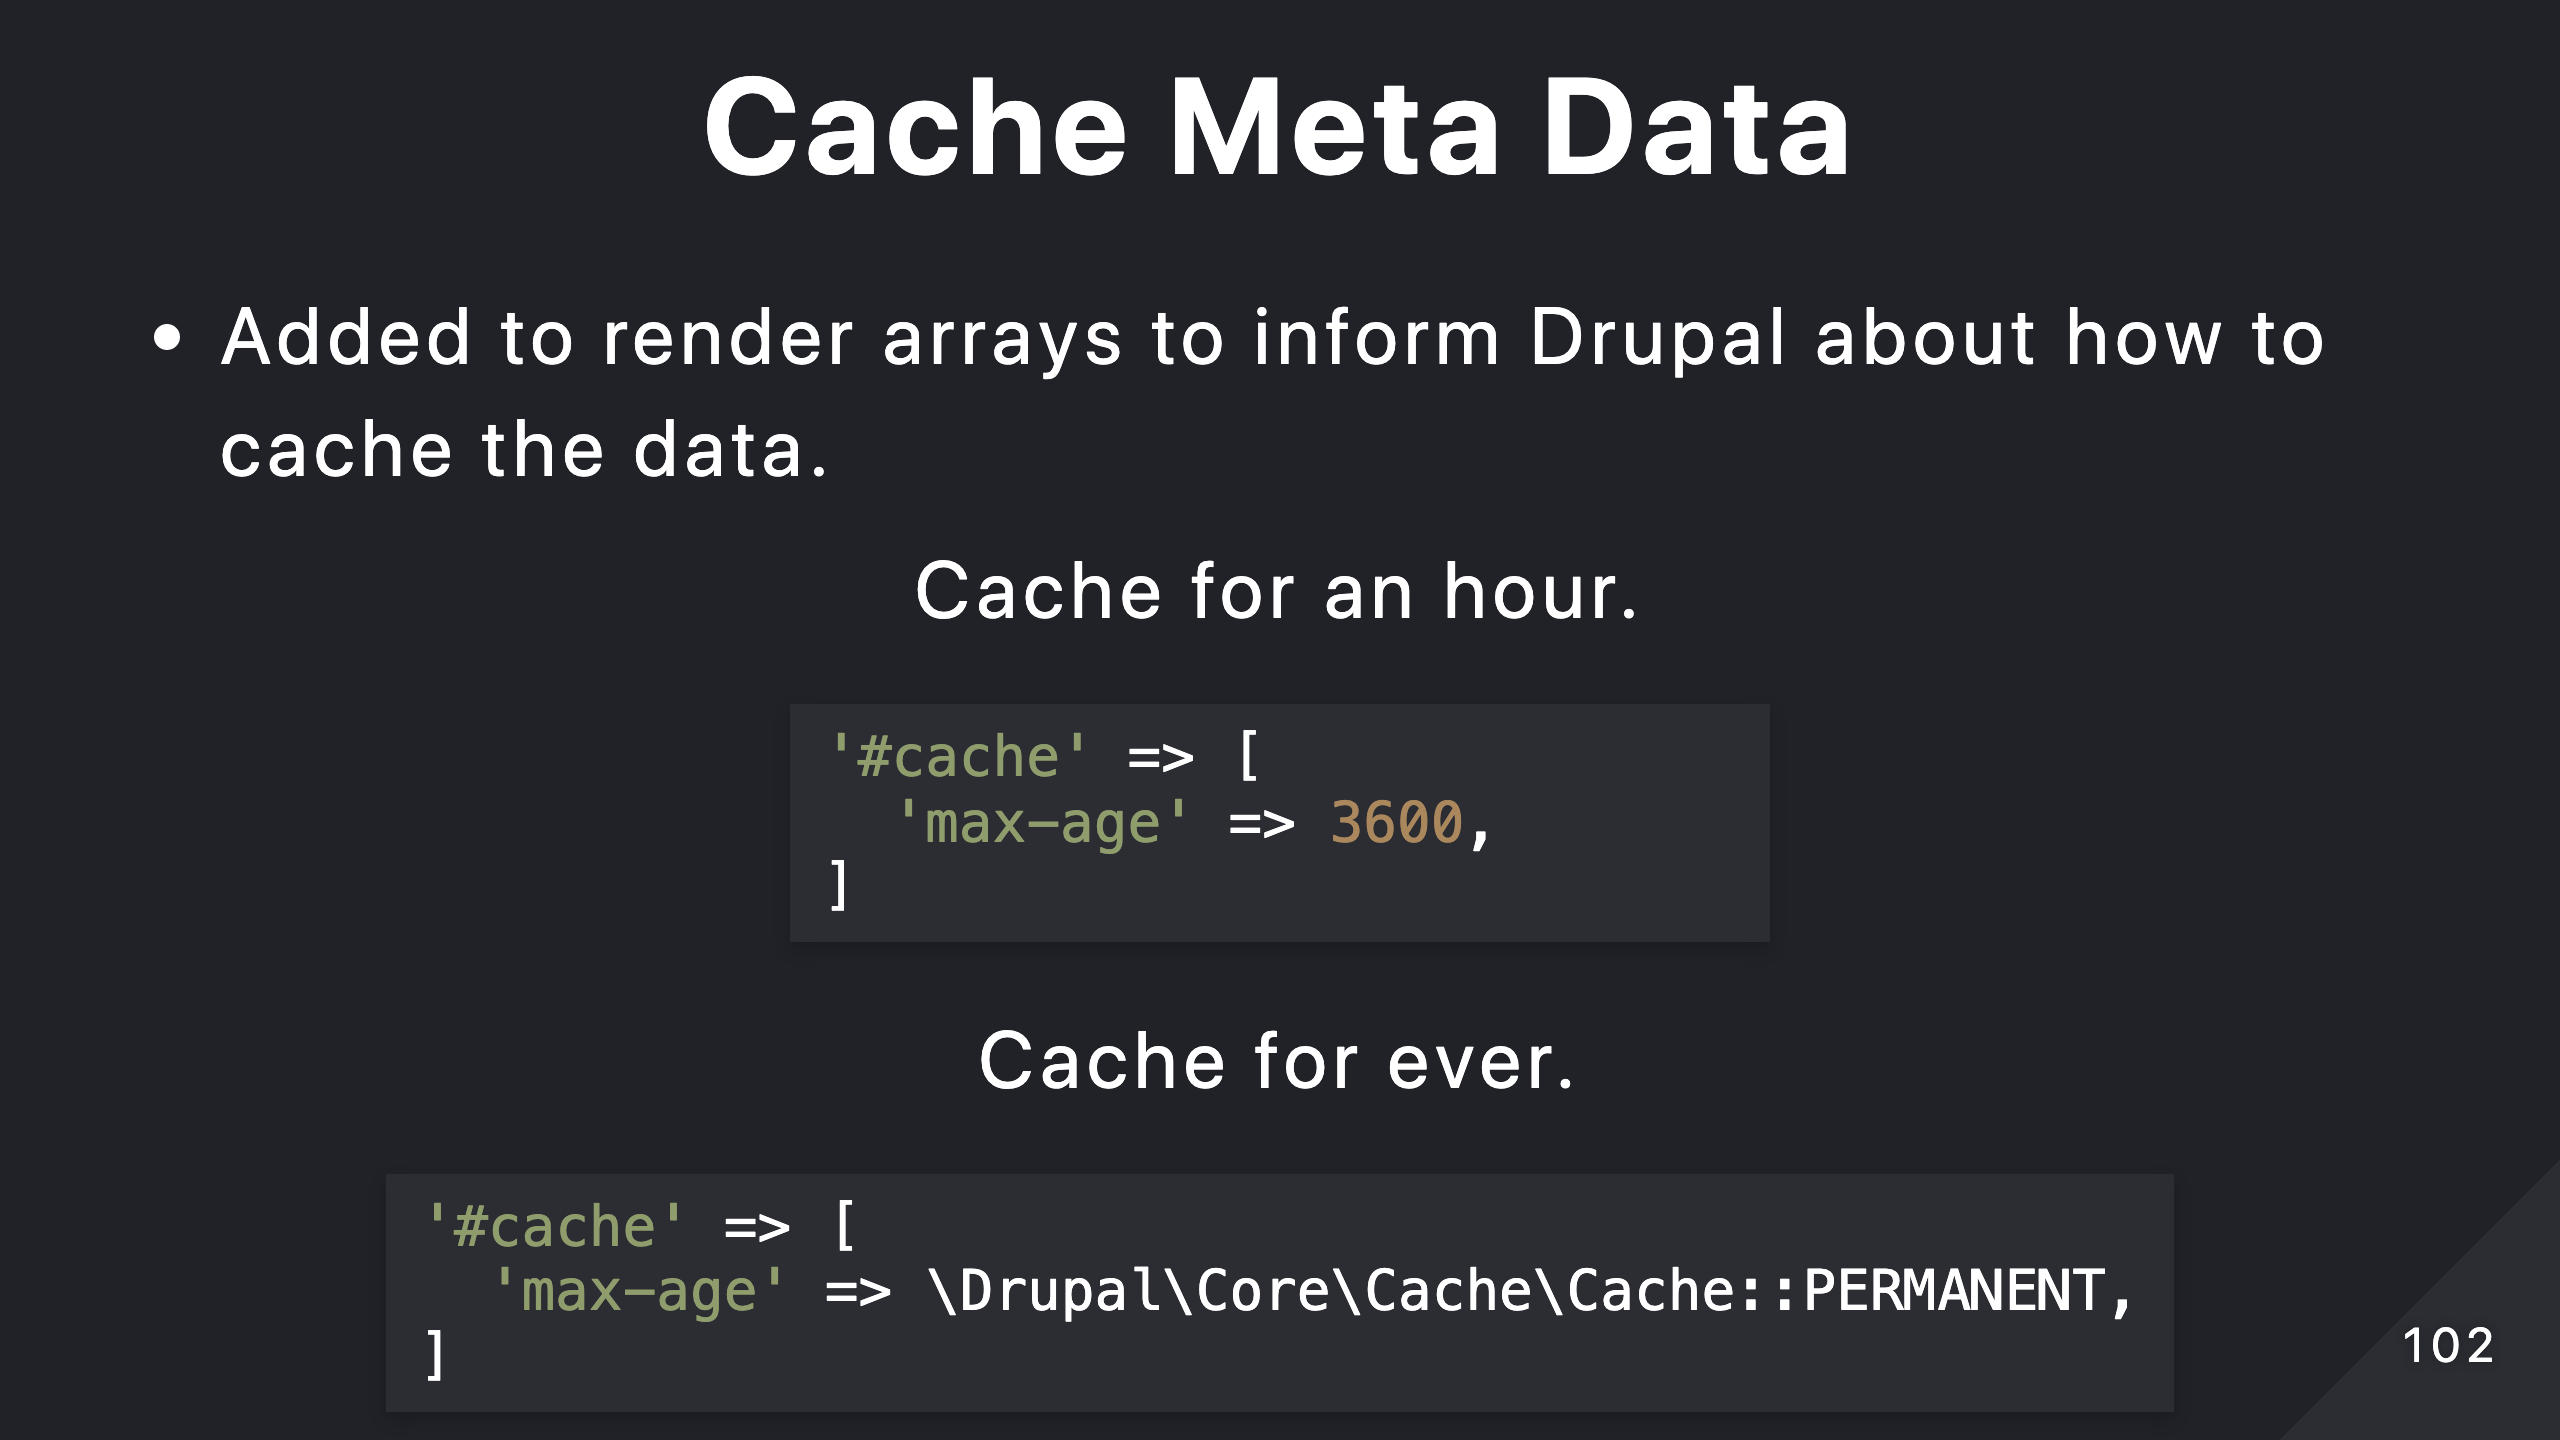 Cache Meta Data
• Added to render arrays to inform Drupal about how to
cache the data.
Cache for an hour.
'#cache' => [
  'max-age' => 3600,
]
Cache for ever.
'#cache' => [
  'max-age' => \Drupal\Core\Cache\Cache::PERMANENT,
]
102